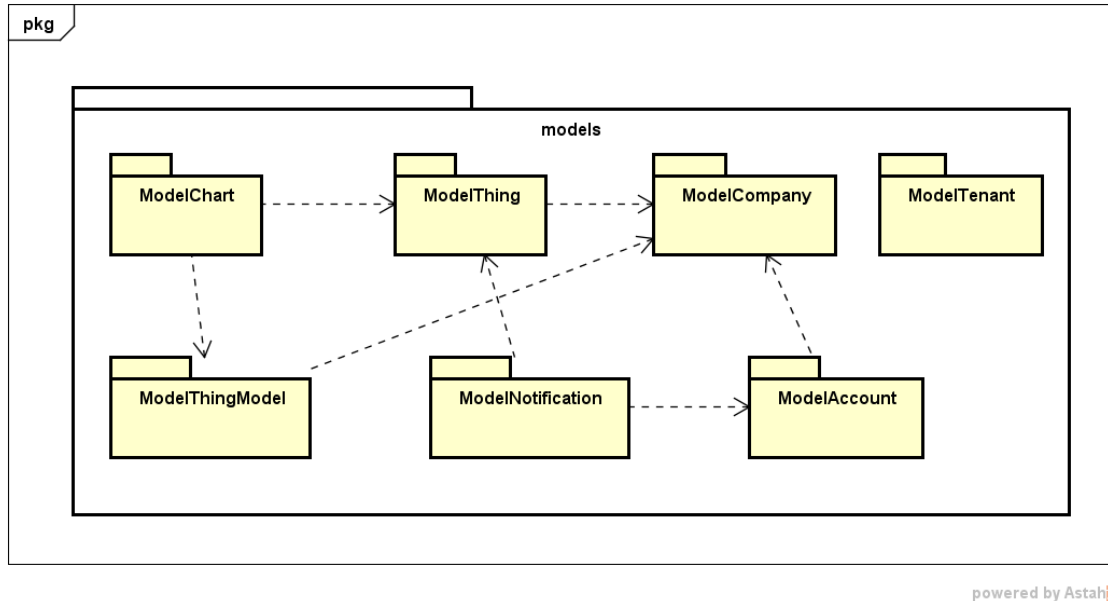 pkg
models
ModelChart
ModelThing
ModelCompany
ModelTenant
ModelThingModel
ModelNotification
ModelAccount
powered by Astah